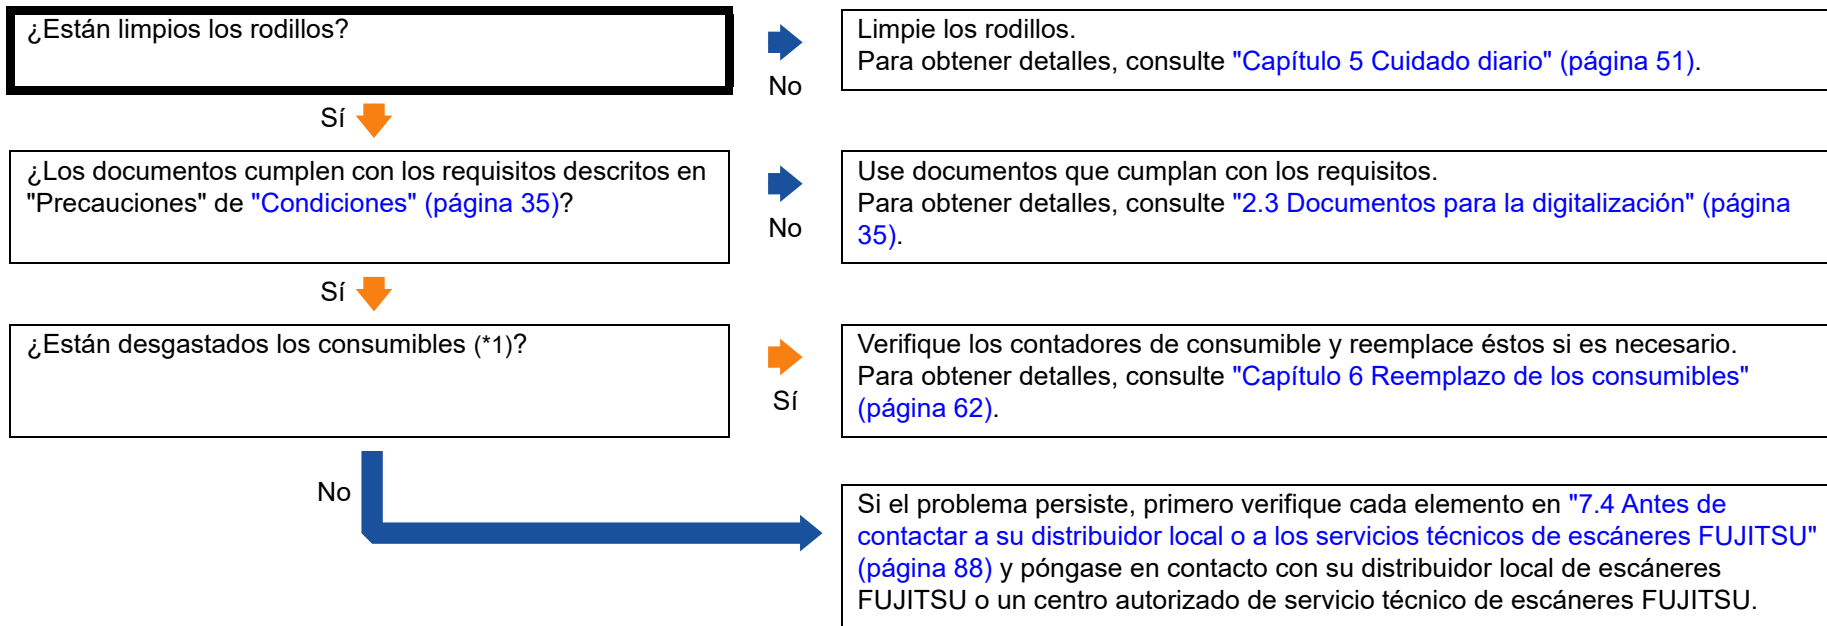 ¿Están limpios los rodillos?
No
Limpie los rodillos.
Para obtener detalles, consulte "Capítulo 5 Cuidado diario" (página 51).
Sí
¿Los documentos cumplen con los requisitos descritos en
"Precauciones" de "Condiciones" (página 35)?
No
Use documentos que cumplan con los requisitos.
Para obtener detalles, consulte "2.3 Documentos para la digitalización" (página
35).
Sí
¿Están desgastados los consumibles (*1)?
Sí
Verifique los contadores de consumible y reemplace éstos si es necesario.
Para obtener detalles, consulte "Capítulo 6 Reemplazo de los consumibles"
(página 62).
No
Si el problema persiste, primero verifique cada elemento en "7.4 Antes de
contactar a su distribuidor local o a los servicios técnicos de escáneres FUJITSU"
(página 88) y póngase en contacto con su distribuidor local de escáneres
FUJITSU o un centro autorizado de servicio técnico de escáneres FUJITSU.